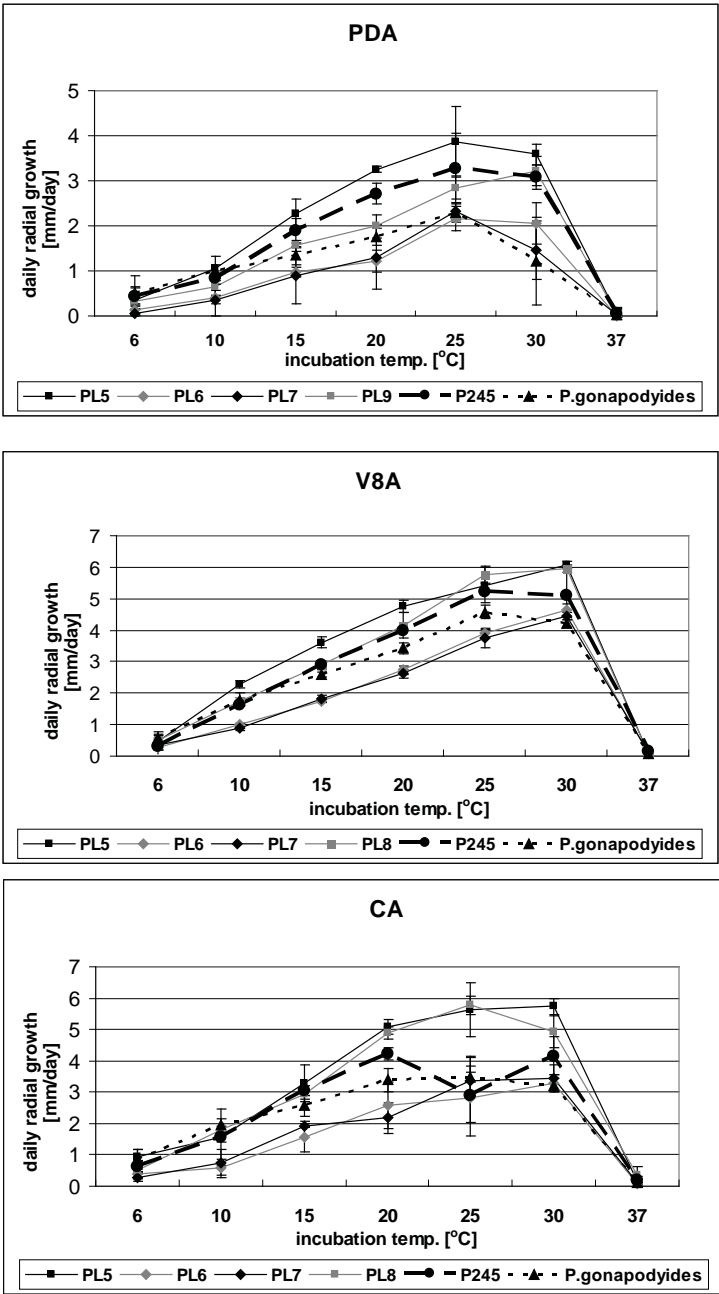 PDA
daily radial growth
[mm/day]
5
4
3
2
1
0
6 10 15 20 25 30 37
incubation temp. [°C]
PL5 PL6 PL7 PL9 P245 P.gonapodyides
V8A
daily radial growth
[mm/day]
7
6
5
4
3
2
1
0
6 10 15 20 25 30 37
incubation temp. [°C]
PL5 PL6 PL7 PL8 P245 P.gonapodyides
CA
daily radial growth
[mm/day]
7
6
5
4
3
2
1
0
6 10 15 20 25 30 37
incubation temp. [°C]
PL5 PL6 PL7 PL8 P245 P.gonapodyides